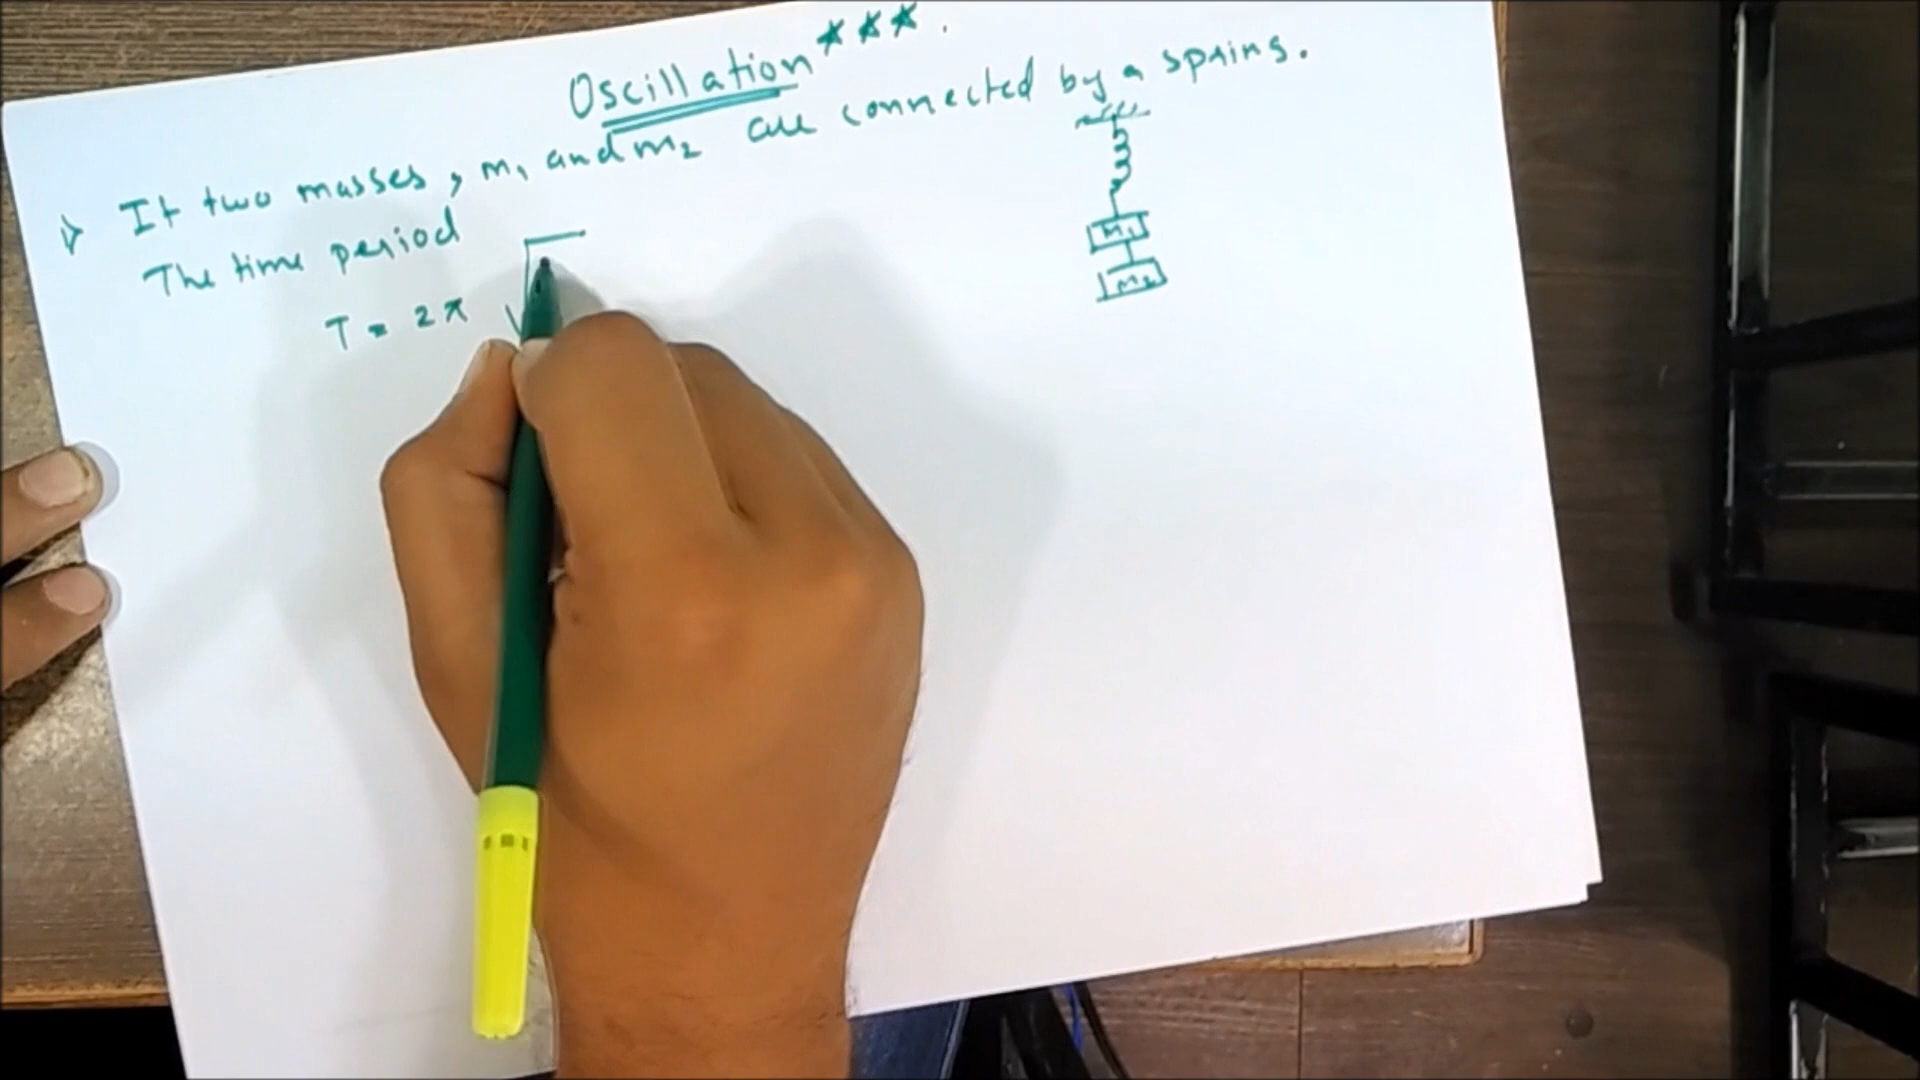 Oscillation ***.
If two masses, m1 and m2 are connected by a spring.
The time period
T = 2π √
M1
M2